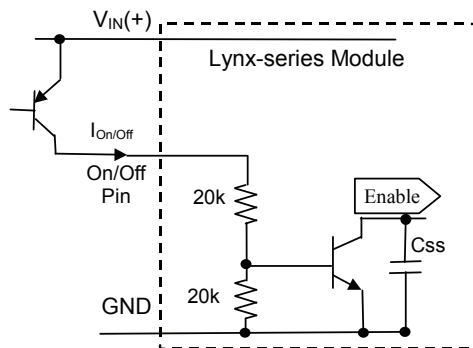 VIN(+)
Lynx-series Module
IOn/Off
On/Off
Pin
20k
Enable
Css
20k
GND